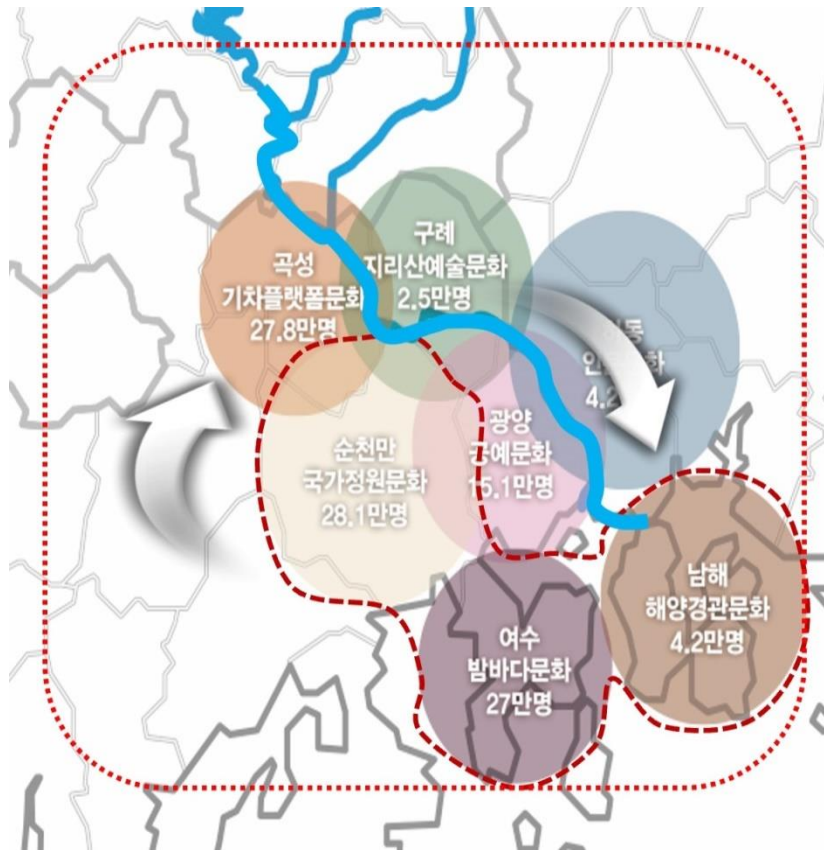 구례
지리산예술문화
2.5만명
곡성
기차플랫폼문화
27.8만명
광양
공예문화
15.1만명
순천만
국가정원문화
28.1만명
남해
해양경관문화
4.2만명
여수
밤바다문화
27만명